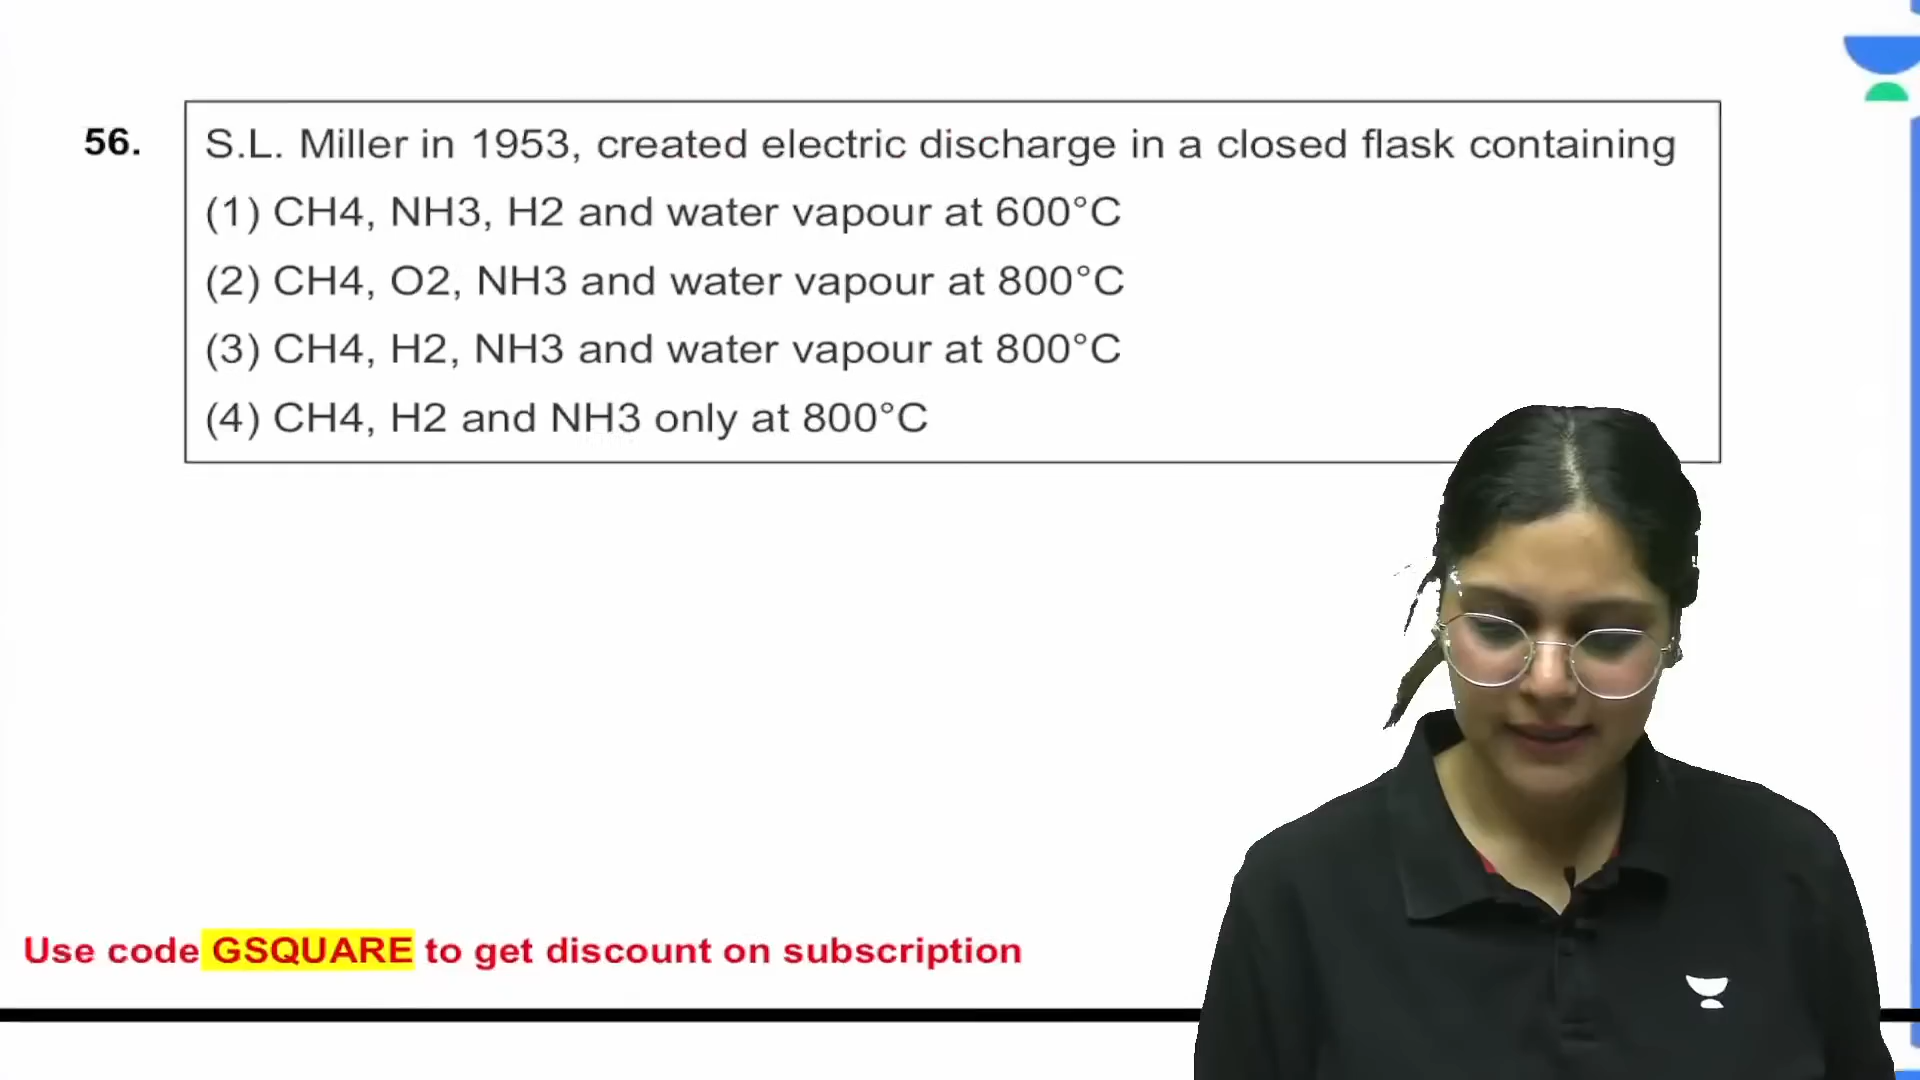 56.
S.L. Miller in 1953, created electric discharge in a closed flask containing
(1) CH4, NH3, H2 and water vapour at 600°C
(2) CH4, O2, NH3 and water vapour at 800°C
(3) CH4, H2, NH3 and water vapour at 800°C
(4) CH4, H2 and NH3 only at 800°C
Use code GSQUARE to get discount on subscription